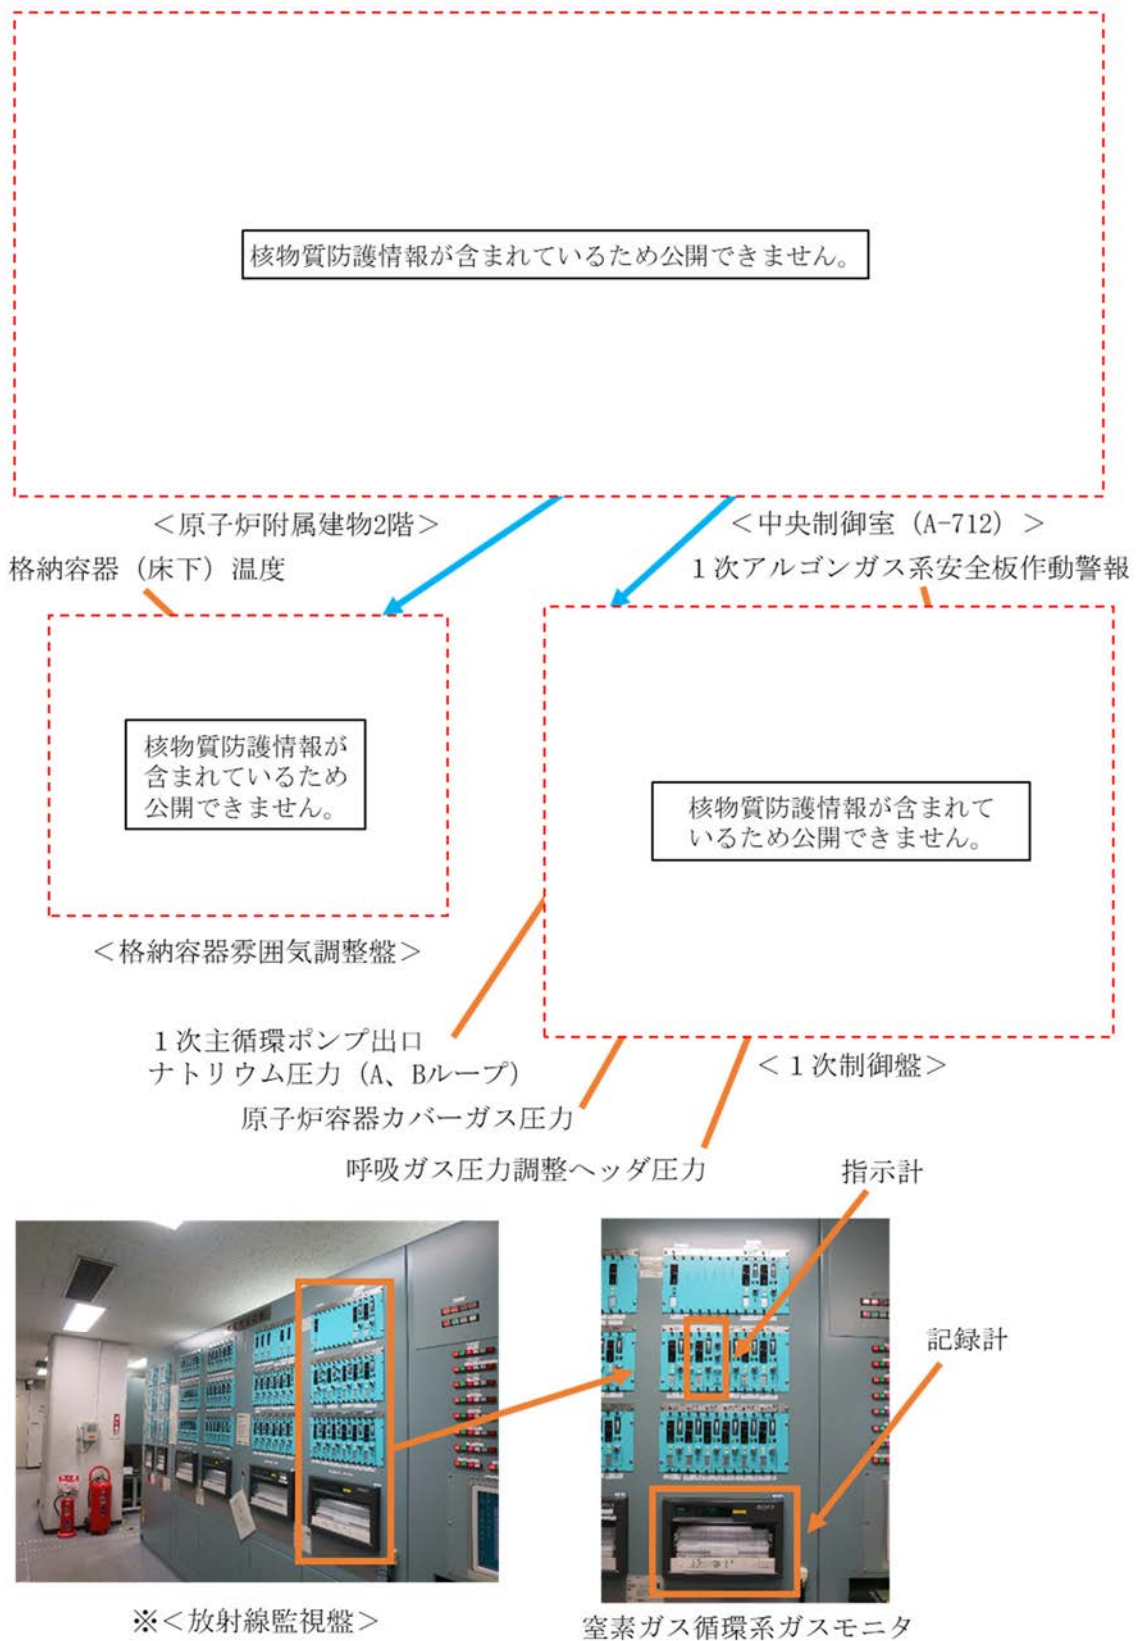 核物質防護情報が含まれているため公開できません。
＜原子炉附属建物2階＞
＜中央制御室（A-712）＞
格納容器（床下）温度
１次アルゴンガス系安全板作動警報
核物質防護情報が
含まれているため
公開できません。
核物質防護情報が含まれて
いるため公開できません。
＜格納容器雰囲気調整盤＞
１次主循環ポンプ出口
ナトリウム圧力（A、Bループ）
＜１次制御盤＞
原子炉容器カバーガス圧力
呼吸ガス圧力調整ヘッダ圧力
指示計
記録計
※＜放射線監視盤＞
窒素ガス循環系ガスモニタ